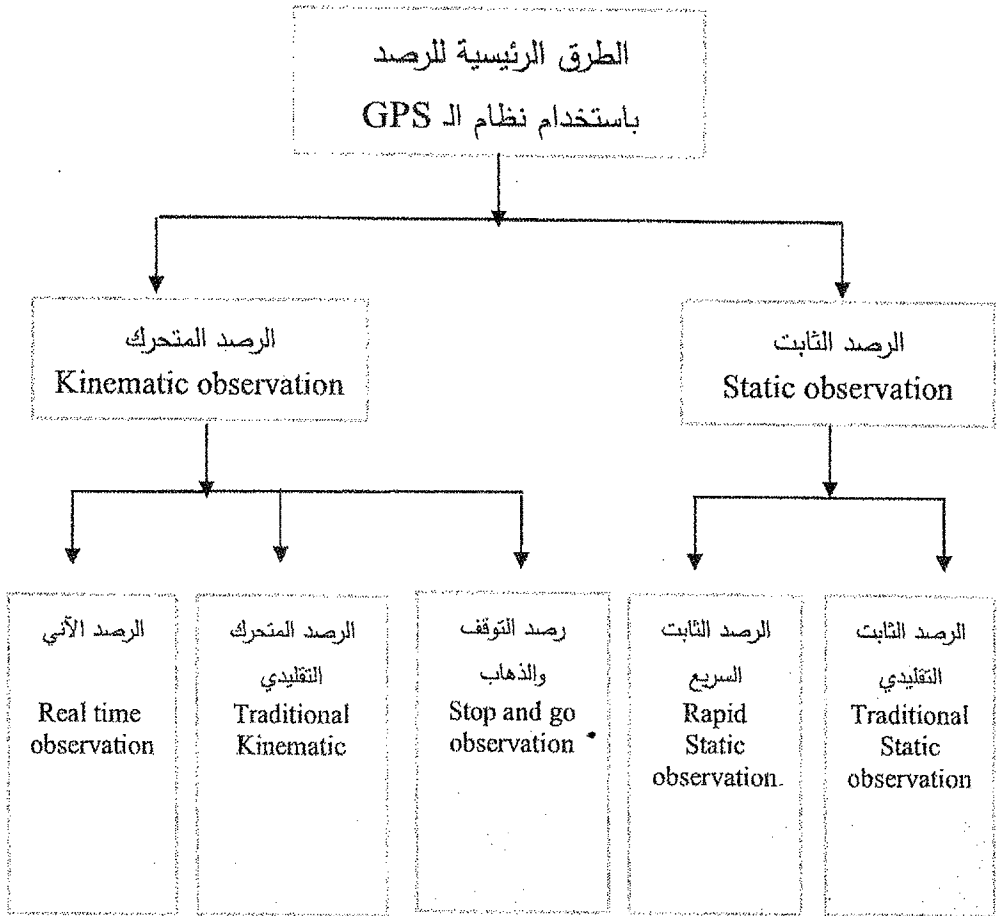 الطرق الرئيسية للرصد
باستخدام نظام الـ GPS
الرصد الثابت
Static observation
الرصد المتحرك
Kinematic observation
الرصد الثابت
التقليدي
Traditional
Static
observation
الرصد الثابت
السريع
Rapid
Static
observation
رصد التوقف
والذهاب
Stop and go
observation
الرصد المتحرك
التقليدي
Traditional
Kinematic
الرصد الآني
Real time
observation